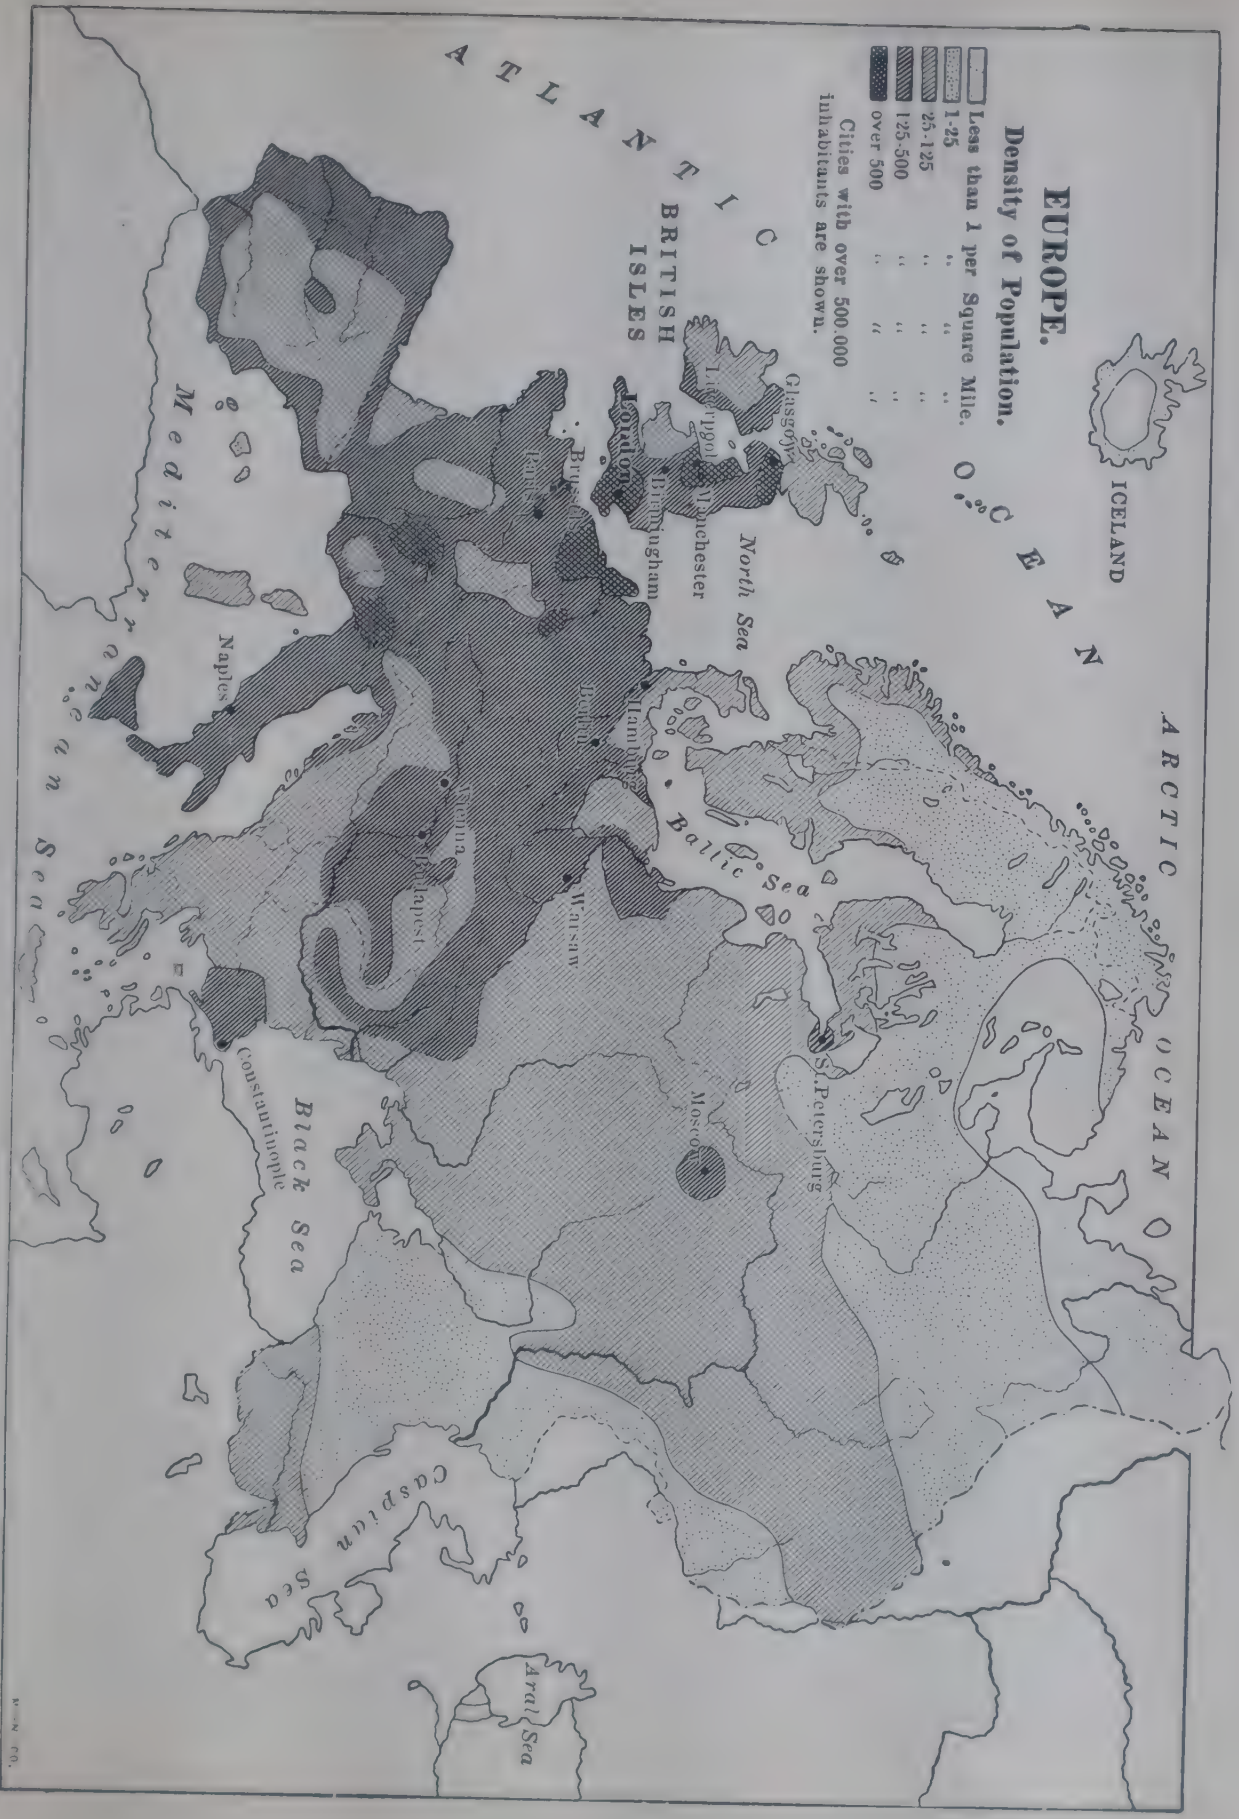 EUROPE.
Density of Population.
Less than 1 per Square Mile.
1-25 " " "
25-125 " " "
125-500 " " "
over 500 " " "
Cities with over 500.000
inhabitants are shown.
ICELAND
ARCTIC OCEAN
ATLANTIC OCEAN
BRITISH
ISLES
North Sea
Glasgow
Liverpool
Manchester
Birmingham
London
Brussels
Paris
Hamburg
Berlin
Baltic Sea
St.Petersburg
Moscow
Warsaw
Vienna
Budapest
Naples
Mediterranean Sea
Constantinople
Black Sea
Caspian Sea
Aral Sea